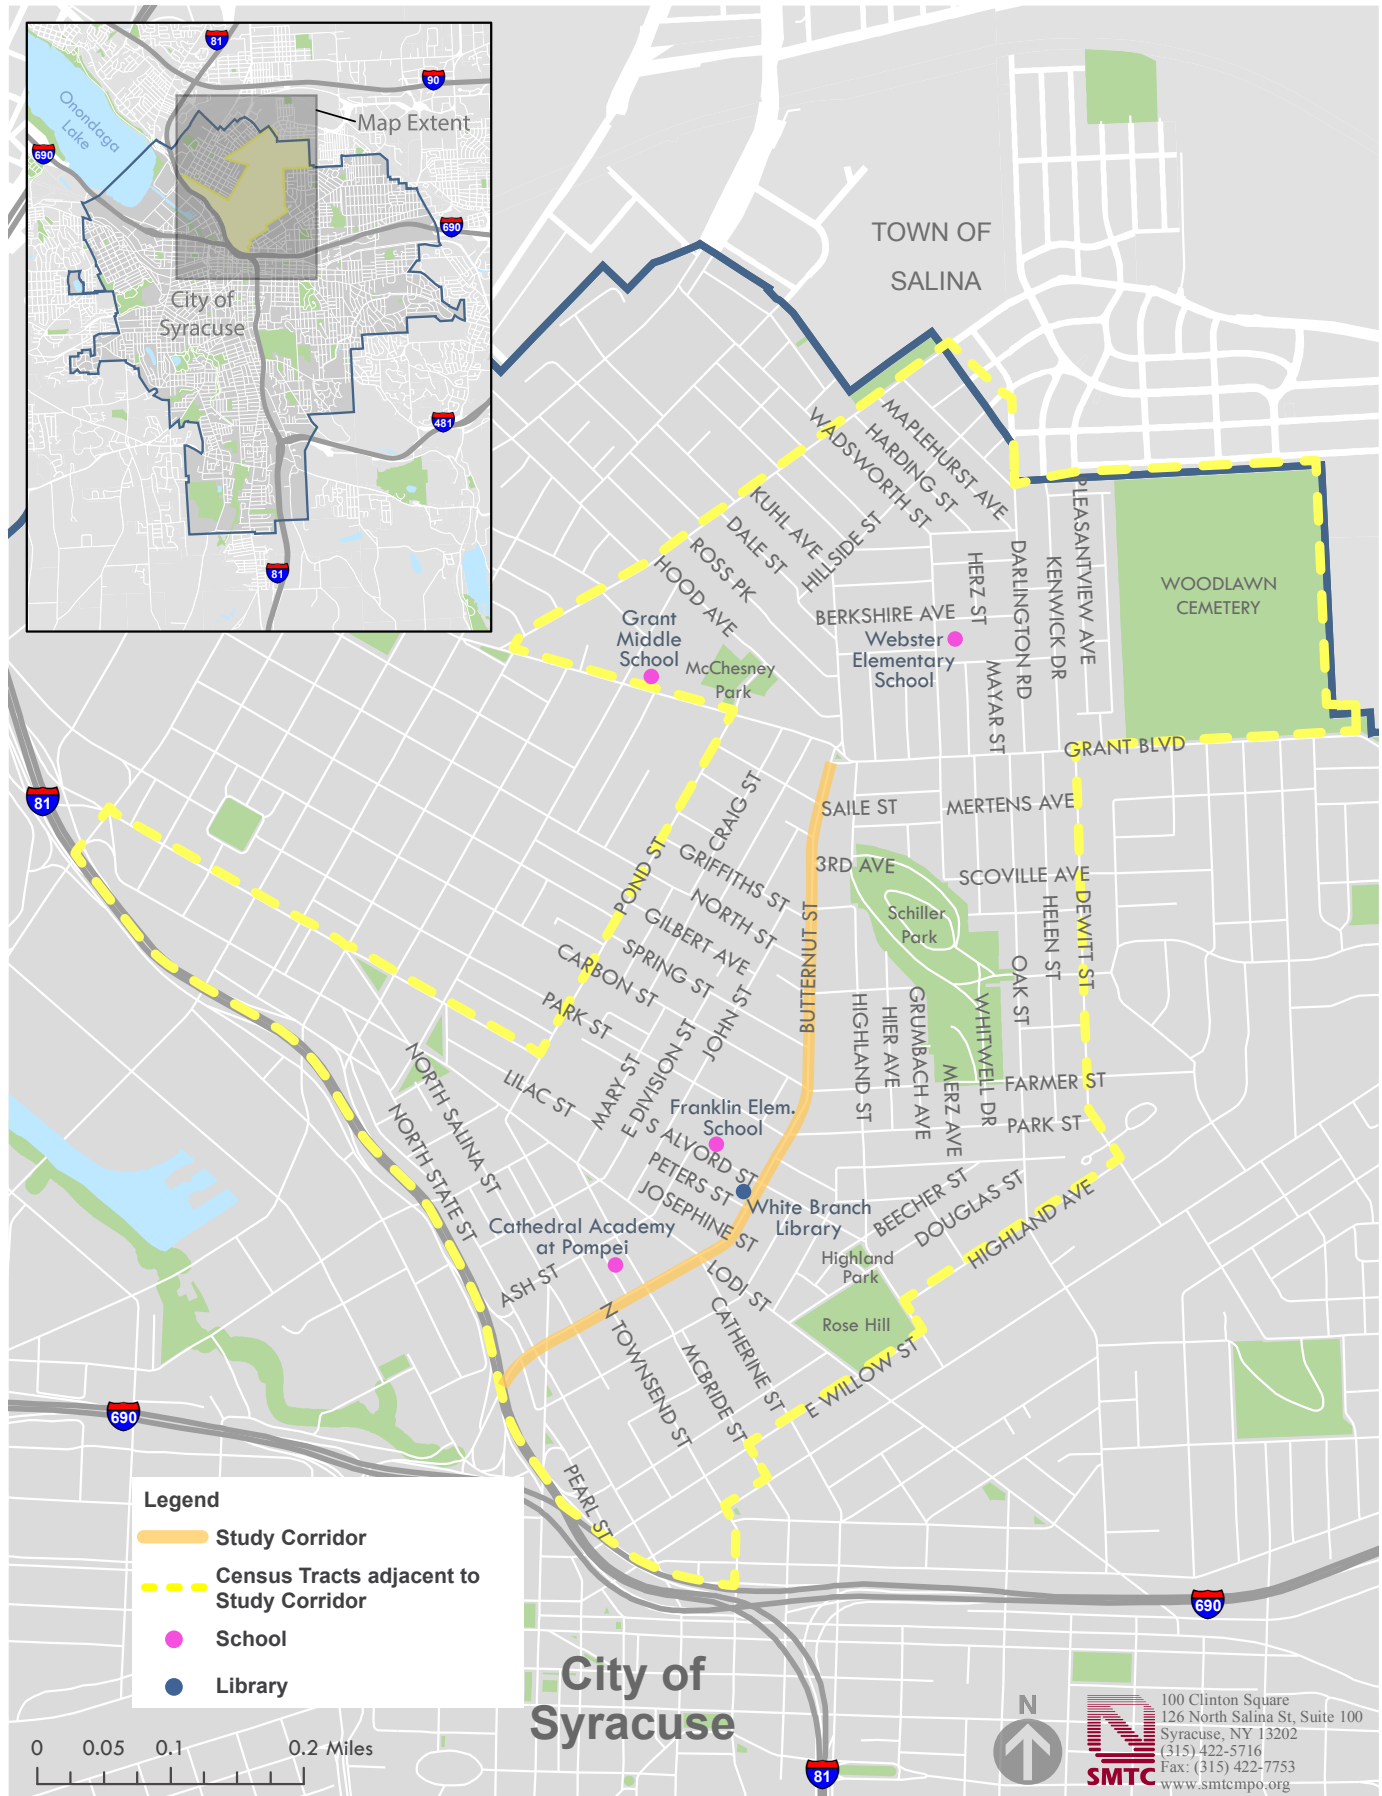 81
90
Onondaga
Lake
Map Extent
690
690
City of
Syracuse
481
81
TOWN OF
SALINA
MAPLEHURST AVE
HARDING ST
WADSWORTH ST
KUHL AVE
DALE ST
HILLSIDE ST
ROSS PK
HOOD AVE
PLEASANTVIEW AVE
KENWICK DR
DARLINGTON RD
HERZ ST
MAYAR ST
WOODLAWN
CEMETERY
BERKSHIRE AVE
Grant
Middle
School
Webster
Elementary
School
McChesney
Park
GRANT BLVD
81
CRAIG ST
SAILE ST
MERTENS AVE
POND ST
GRIFFITHS ST
3RD AVE
SCOVILLE AVE
NORTH ST
GILBERT AVE
SPRING ST
CARBON ST
PARK ST
BUTTERNUT ST
Schiller
Park
HELEN ST
DEWITT ST
OAK ST
JOHN ST
E DIVISION ST
MARY ST
LILAC ST
HIGHLAND ST
HIER AVE
GRUMBACH AVE
MERZ AVE
WHITWELL DR
FARMER ST
PARK ST
NORTH SALINA ST
NORTH STATE ST
Franklin Elem.
School
S ALVORD ST
PETERS ST
JOSEPHINE ST
White Branch
Library
BEECHER ST
DOUGLAS ST
HIGHLAND AVE
Cathedral Academy
at Pompei
ASH ST
Highland
Park
LODI ST
CATHERINE ST
N TOWNSEND ST
MCBRIDE ST
Rose Hill
E WILLOW ST
690
PEARL ST
Legend
Study Corridor
Census Tracts adjacent to
Study Corridor
School
Library
690
City of
Syracuse
0 0.05 0.1 0.2 Miles
81
N
SMTC
100 Clinton Square
126 North Salina St, Suite 100
Syracuse, NY 13202
(315) 422-5716
Fax: (315) 422-7753
www.smtcmpo.org